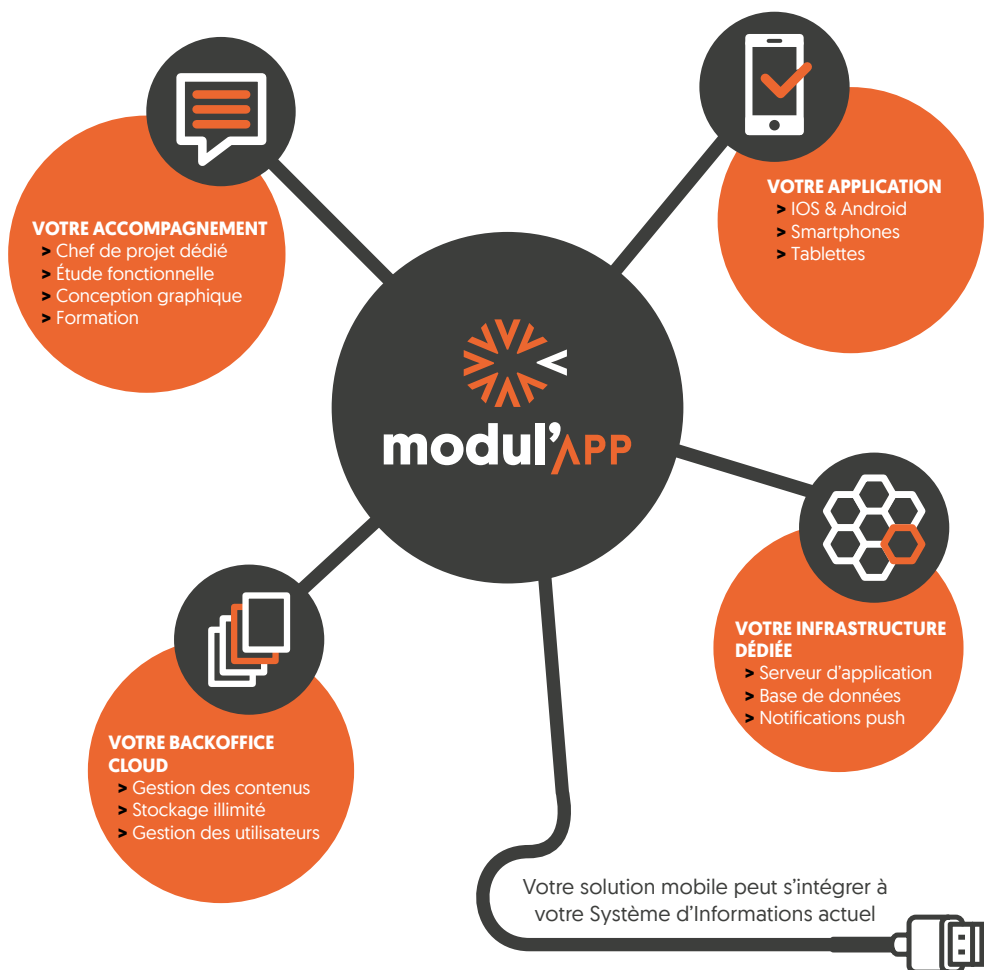 VOTRE ACCOMPAGNEMENT
> Chef de projet dédié
> Étude fonctionnelle
> Conception graphique
> Formation
VOTRE APPLICATION
> IOS & Android
> Smartphones
> Tablettes
modul'APP
VOTRE INFRASTRUCTURE
DÉDIÉE
> Serveur d'application
> Base de données
> Notifications push
VOTRE BACKOFFICE
CLOUD
> Gestion des contenus
> Stockage illimité
> Gestion des utilisateurs
Votre solution mobile peut s'intégrer à
votre Système d'Informations actuel